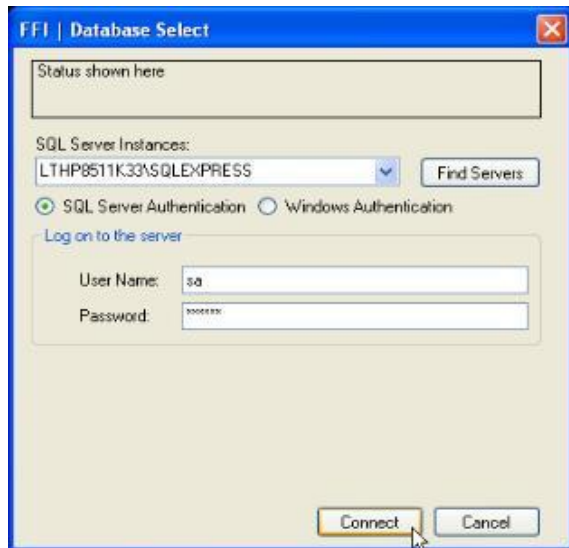 FFI | Database Select
Status shown here
SQL Server Instances:
LTHP8511K33\SQLEXPRESS
Find Servers
SQL Server Authentication Windows Authentication
Log on to the server
User Name: sa
Password: *******
Connect Cancel